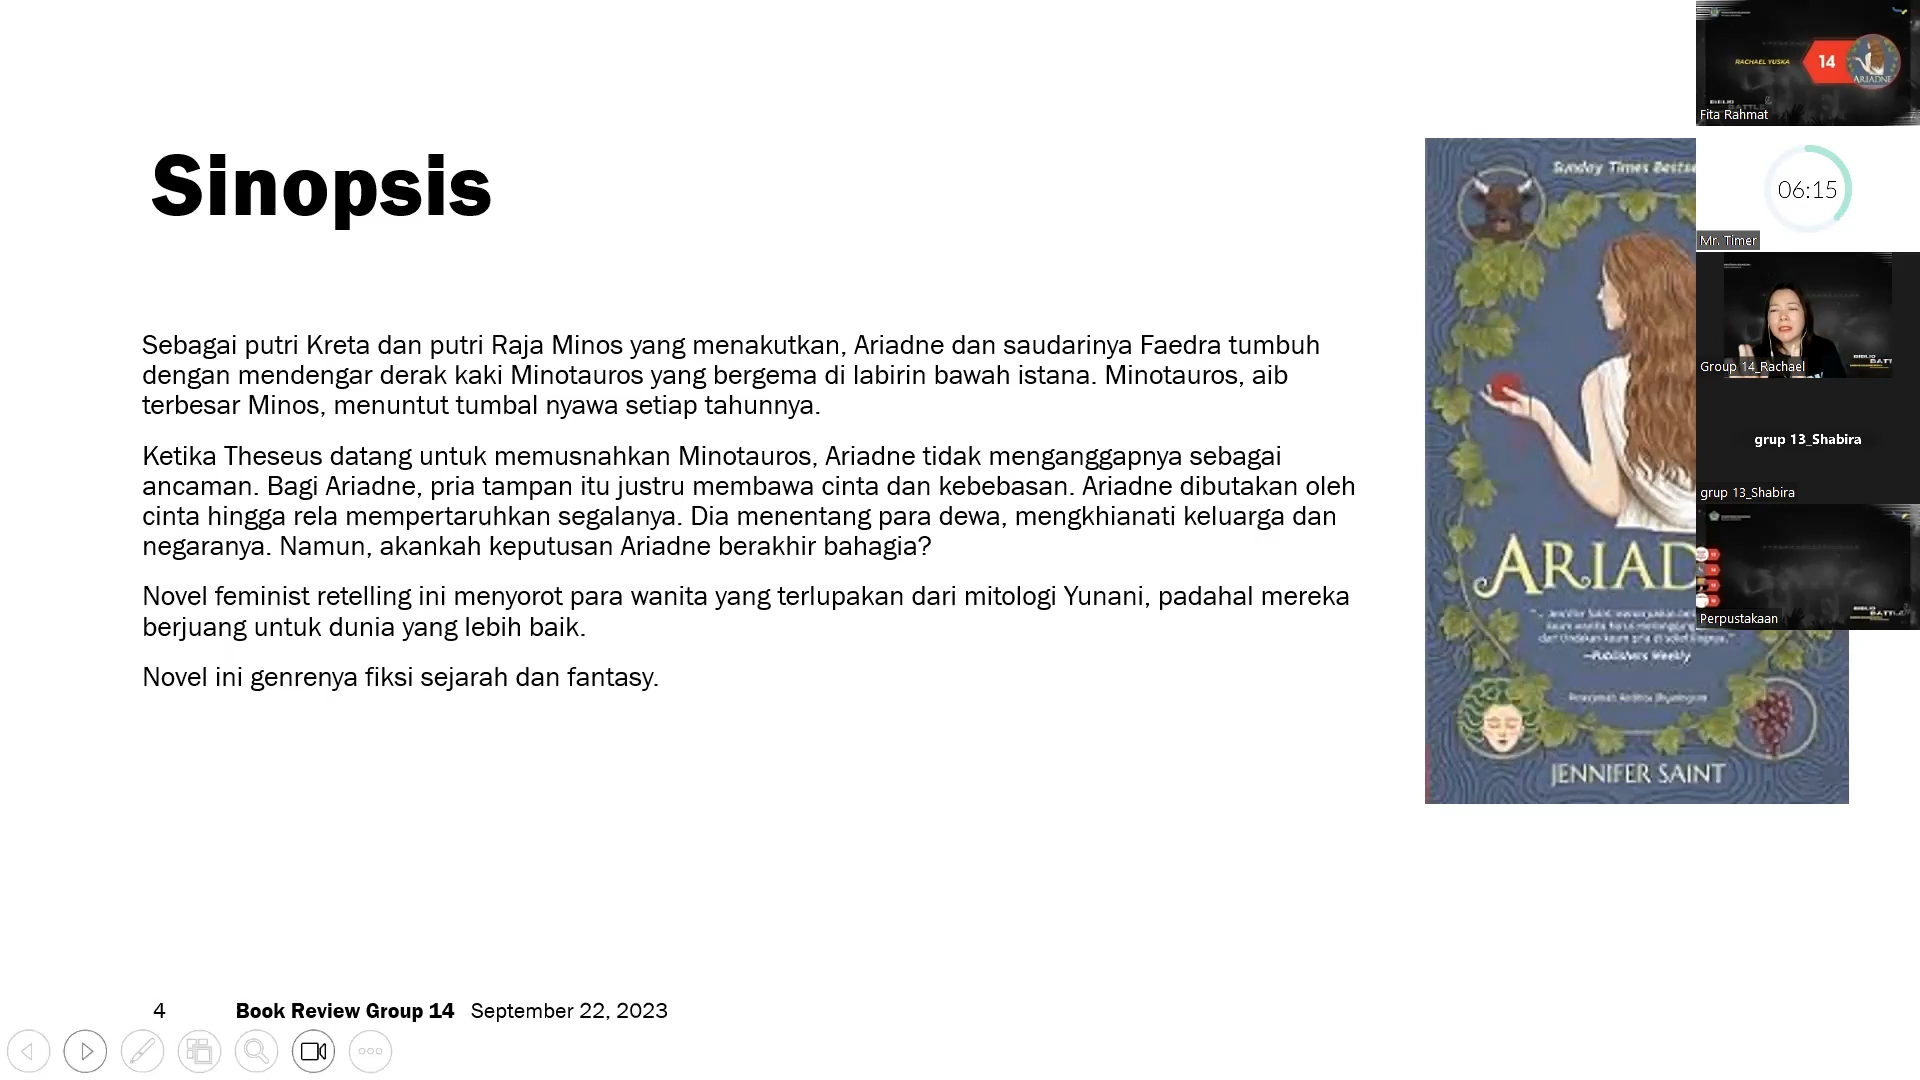 Sinopsis
Sebagai putri Kreta dan putri Raja Minos yang menakutkan, Ariadne dan saudarinya Faedra tumbuh
dengan mendengar derak kaki Minotauros yang bergema di labirin bawah istana. Minotauros, aib
terbesar Minos, menuntut tumbal nyawa setiap tahunnya.
Ketika Theseus datang untuk memusnahkan Minotauros, Ariadne tidak menganggapnya sebagai
ancaman. Bagi Ariadne, pria tampan itu justru membawa cinta dan kebebasan. Ariadne dibutakan oleh
cinta hingga rela mempertaruhkan segalanya. Dia menentang para dewa, mengkhianati keluarga dan
negaranya. Namun, akankah keputusan Ariadne berakhir bahagia?
Novel feminist retelling ini menyorot para wanita yang terlupakan dari mitologi Yunani, padahal mereka
berjuang untuk dunia yang lebih baik.
Novel ini genrenya fiksi sejarah dan fantasy.
4 Book Review Group 14 September 22, 2023
Sunday Times
ARIAD
—Publishers Weekly
JENNIFER SAINT
RACHAEL YUSKA
14
ARIADNE
Fita Rahmat
06:15
Mr. Timer
Group 14_Rachael
grup 13_Shabira
grup 13_Shabira
Perpustakaan